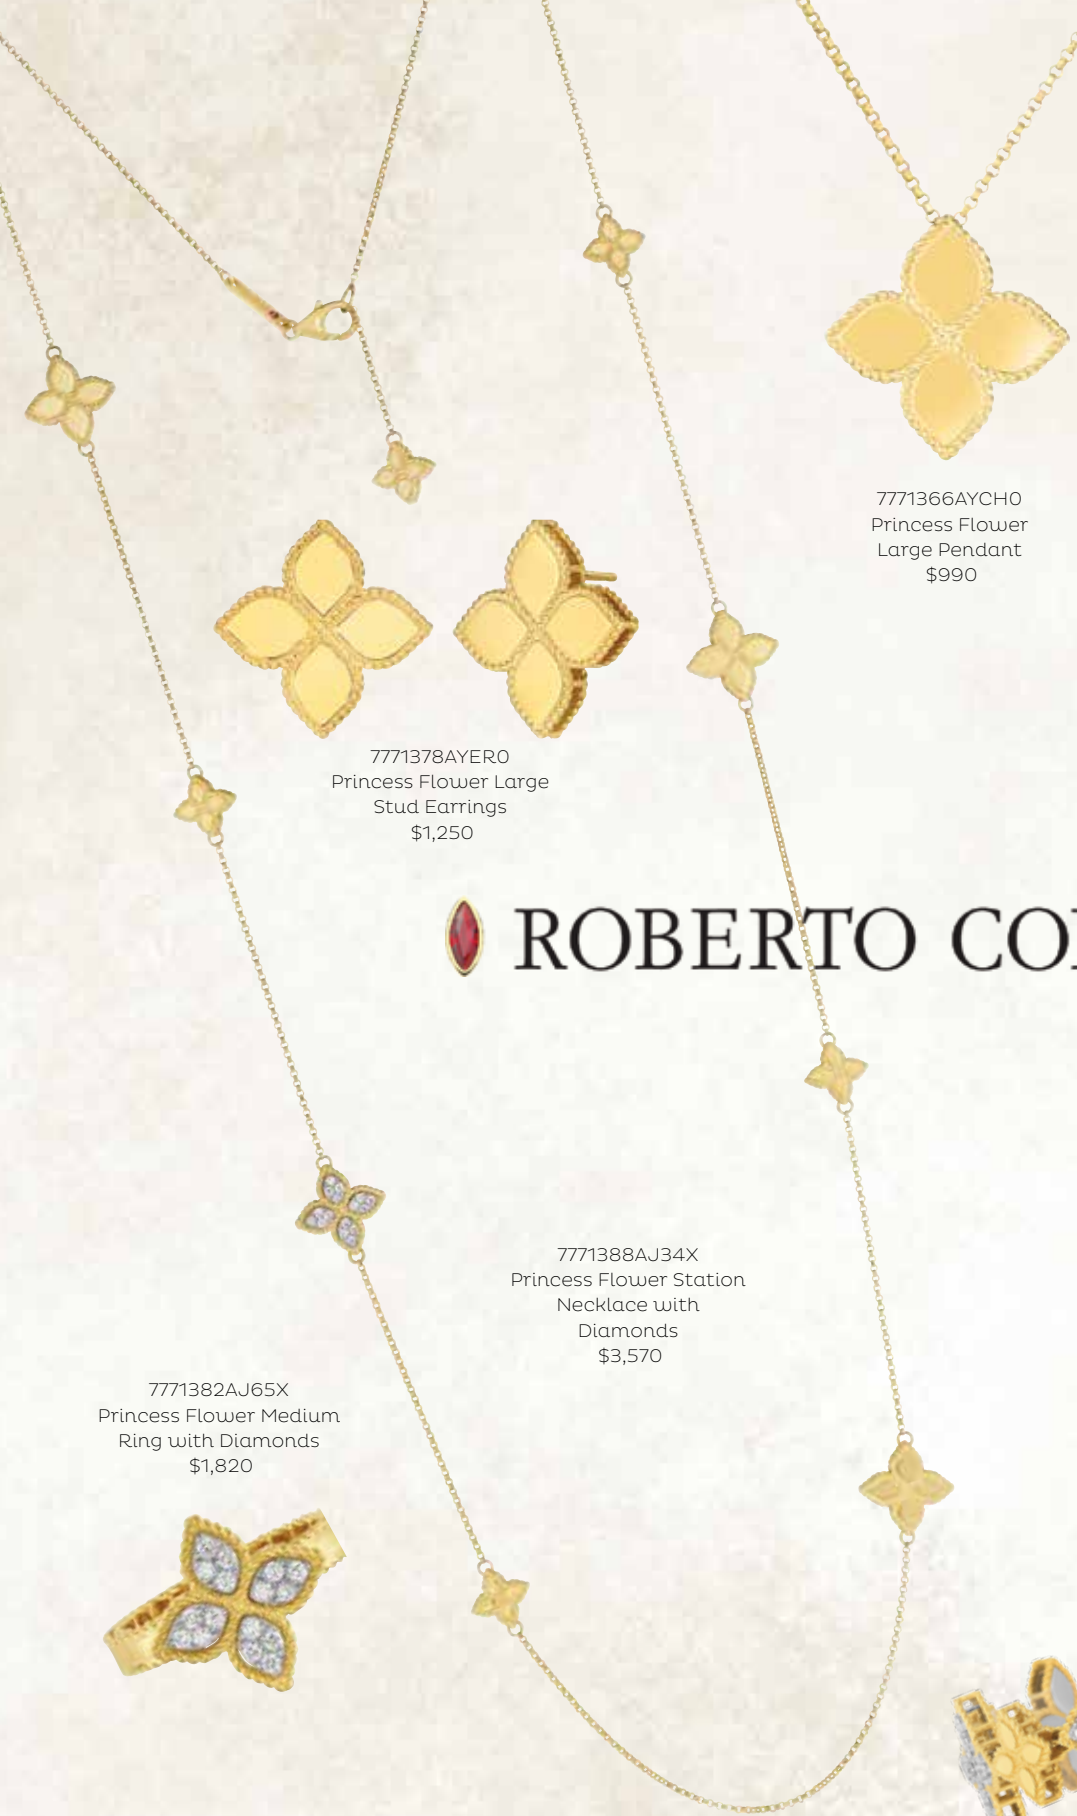 7771366AYCH0
Princess Flower
Large Pendant
$990
7771378AYER0
Princess Flower Large
Stud Earrings
$1,250
ROBERTO CO
7771388AJ34X
Princess Flower Station
Necklace with
Diamonds
$3,570
7771382AJ65X
Princess Flower Medium
Ring with Diamonds
$1,820